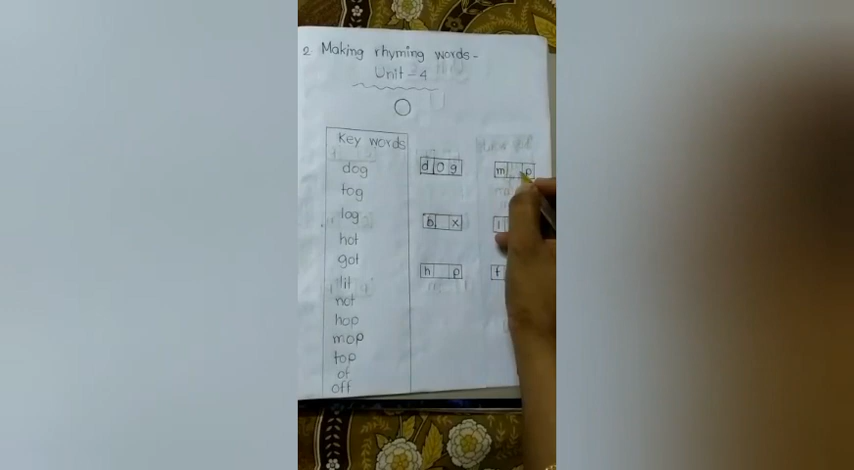 2 Making rhyming words-
Unit-4
O
Key words
dog
d o g
m p
fog
log
b x
l
hot
got
h p
f
lit
not
hop
mop
top
of
off